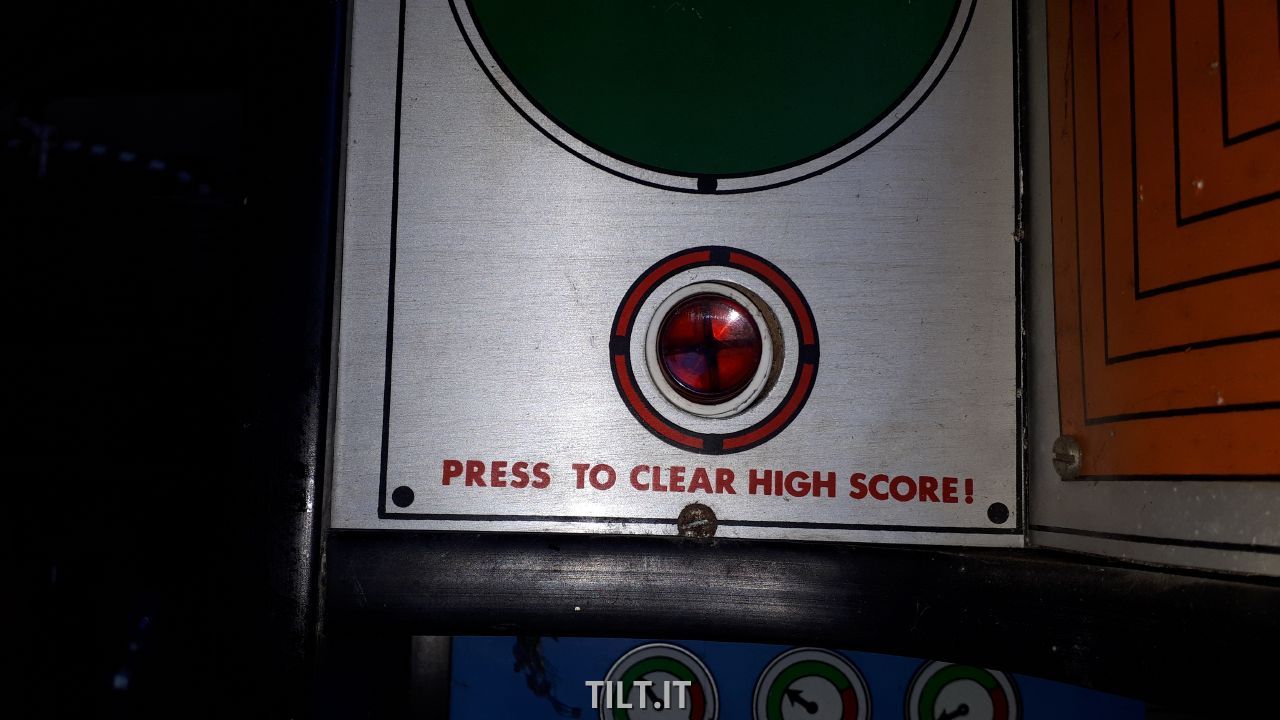 PRESS TO CLEAR HIGH SCORE!
TILT.IT